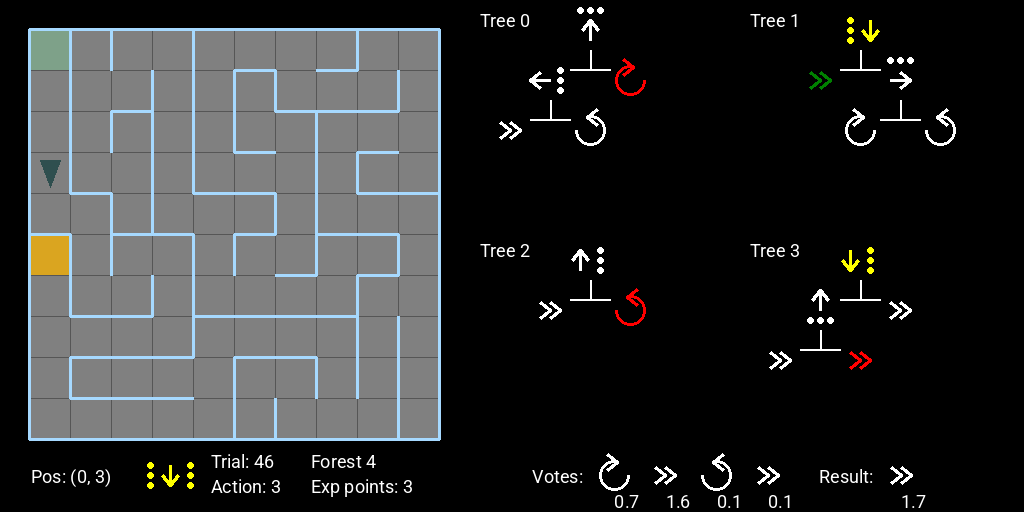 Tree 0
Tree 1
Tree 2
Tree 3
Pos: (0, 3)
Trial: 46
Forest 4
Action: 3
Exp points: 3
Votes:
Result:
0.7
1.6
0.1
0.1
1.7